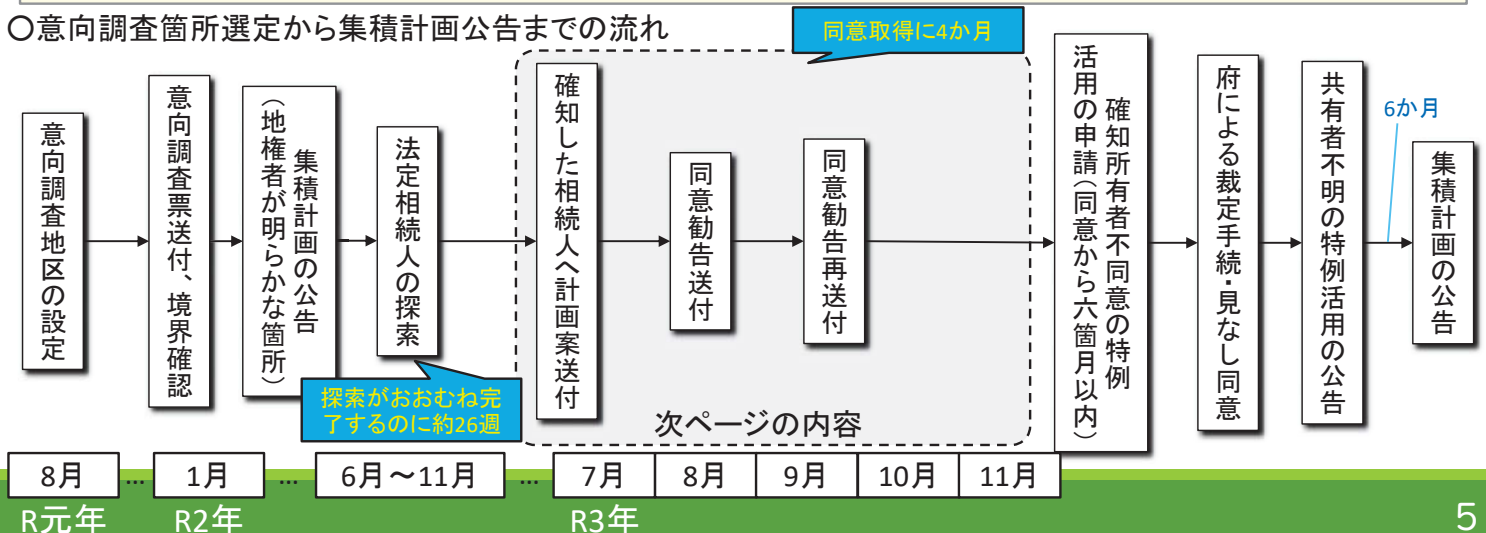 〇意向調査箇所選定から集積計画公告までの流れ
同意取得に4か月
意向調査地区の設定
意向調査票送付、境界確認
集積計画の公告
（地権者が明らかな箇所）
法定相続人の探索
探索がおおむね完
了するのに約26週
確知した相続人へ計画案送付
同意勧告送付
同意勧告再送付
次ページの内容
確知所有者不同意の特例
活用の申請（同意から六箇月以内）
府による裁定手続・見なし同意
共有者不明の特例活用の公告
6か月
集積計画の公告
8月 … 1月 … 6月～11月 … 7月 8月 9月 10月 11月
R元年 R2年 R3年
5